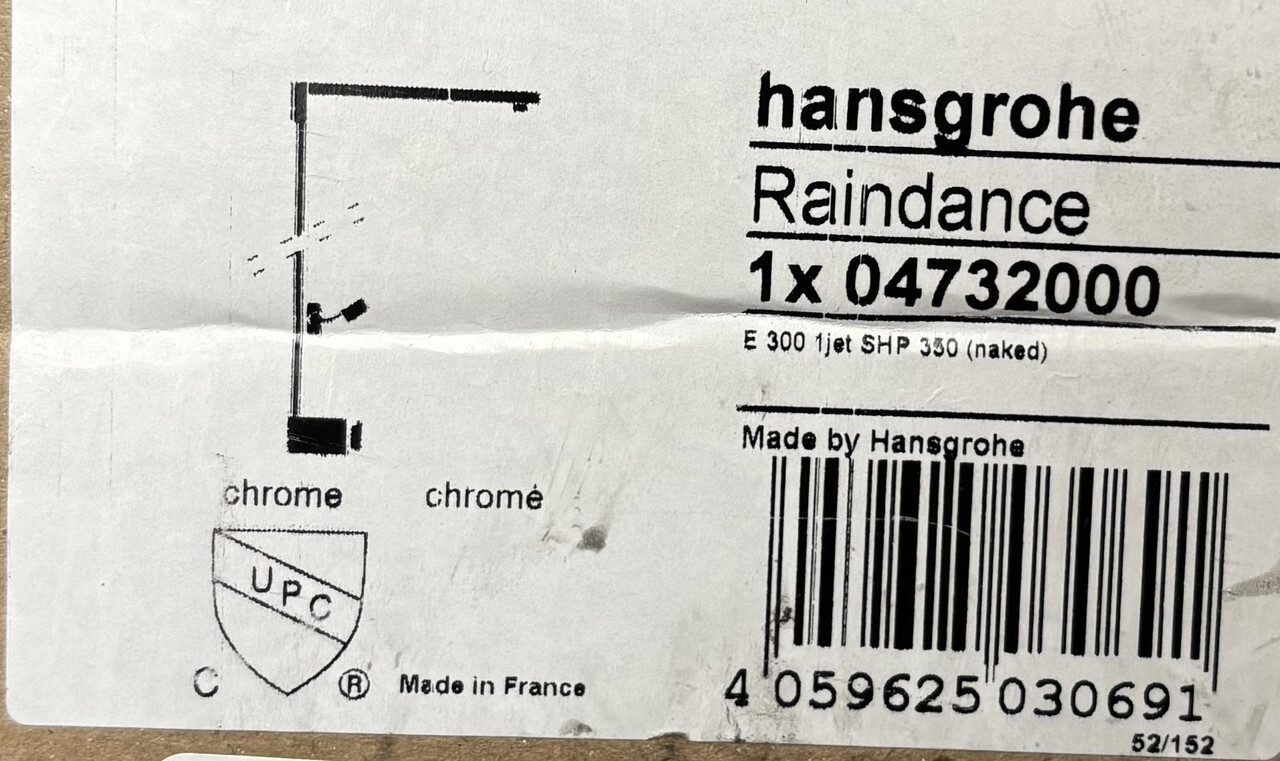 hansgrohe
Raindance
1x 04732000
E 300 1jet SHP 350 (naked)
Made by Hansgrohe
chrome chromé
UPC
C ® Made in France
4 059625 030691
52/152